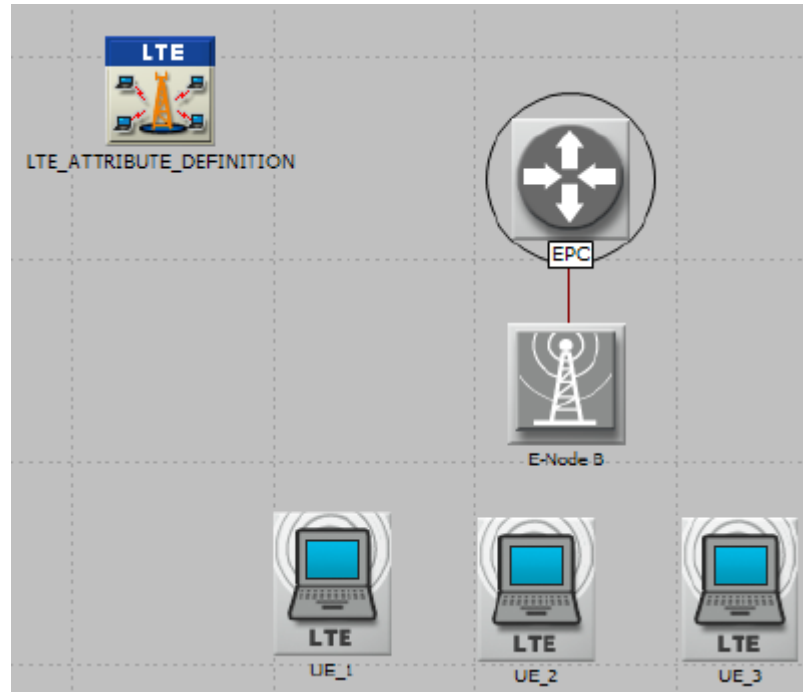 LTE
LTE_ATTRIBUTE_DEFINITION
EPC
E-Node B
LTE
LTE
LTE
UE_1
UE_2
UE_3